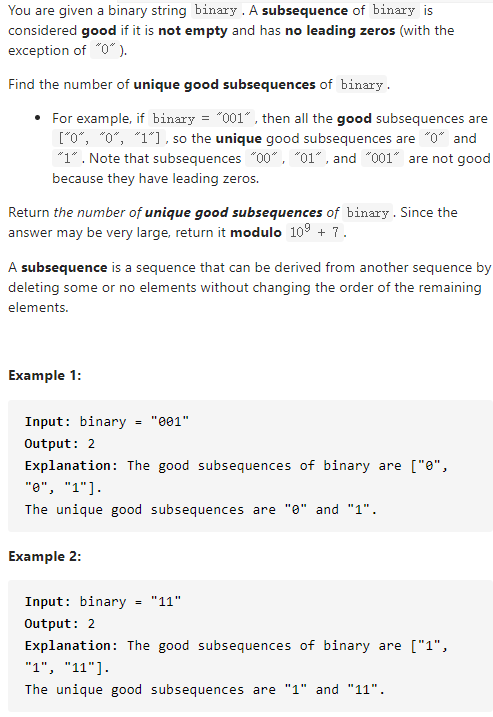 You are given a binary string binary . A subsequence of binary is
considered good if it is not empty and has no leading zeros (with the
exception of "0" ).
Find the number of unique good subsequences of binary .
• For example, if binary = "001" , then all the good subsequences are
["0", "0", "1"] , so the unique good subsequences are "0" and
"1" . Note that subsequences "00" , "01" , and "001" are not good
because they have leading zeros.
Return the number of unique good subsequences of binary . Since the
answer may be very large, return it modulo 10⁹ + 7 .
A subsequence is a sequence that can be derived from another sequence by
deleting some or no elements without changing the order of the remaining
elements.
Example 1:
Input: binary = "001"
Output: 2
Explanation: The good subsequences of binary are ["0",
"0", "1"].
The unique good subsequences are "0" and "1".
Example 2:
Input: binary = "11"
Output: 2
Explanation: The good subsequences of binary are ["1",
"1", "11"].
The unique good subsequences are "1" and "11".